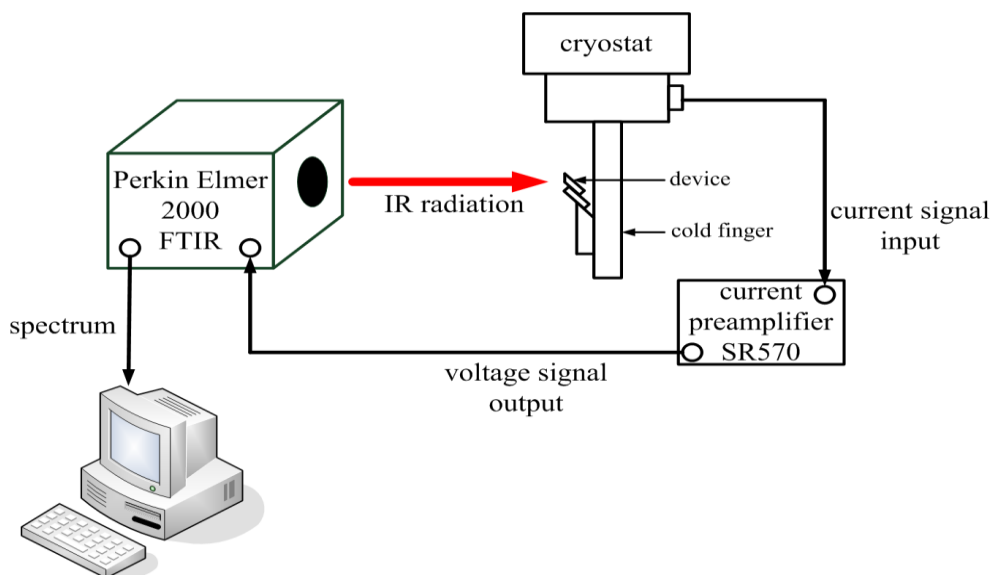 cryostat
Perkin Elmer
2000
FTIR
IR radiation
device
cold finger
current signal
input
current
preamplifier
SR570
spectrum
voltage signal
output